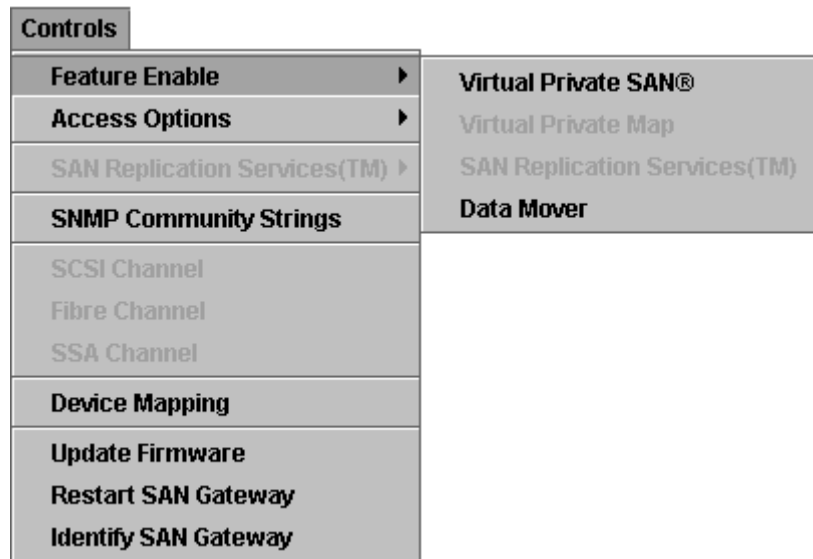 Controls
Feature Enable
Access Options
SAN Replication Services(TM)
SNMP Community Strings
SCSI Channel
Fibre Channel
SSA Channel
Device Mapping
Update Firmware
Restart SAN Gateway
Identify SAN Gateway
Virtual Private SAN®
Virtual Private Map
SAN Replication Services(TM)
Data Mover